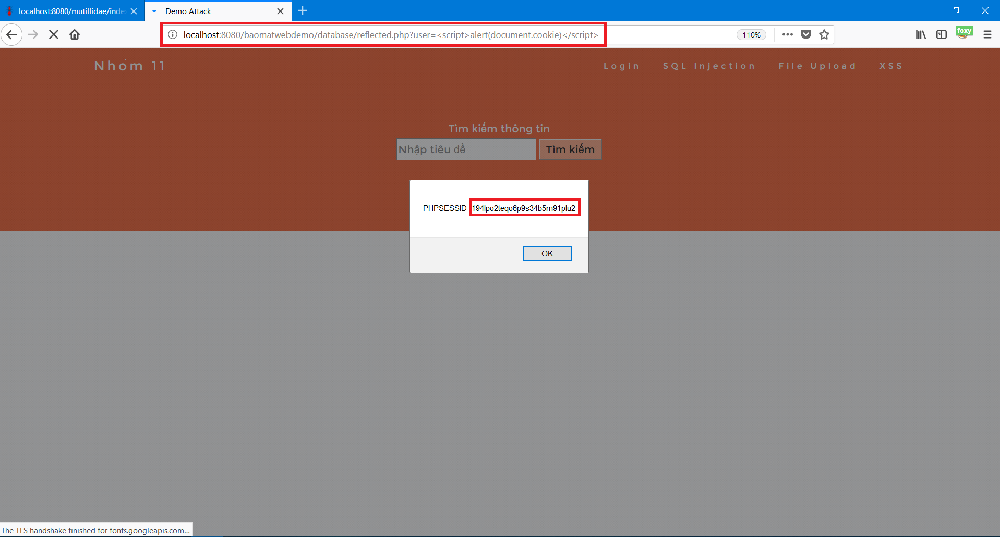 localhost:8080/mutillidae/inde
Demo Attack
localhost:8080/baomatwebdemo/database/reflected.php?user=<script>alert(document.cookie)</script>
110%
foxy
Nhóm 11
Login
SQL Injection
File Upload
XSS
Tìm kiếm thông tin
Nhập tiêu đề
Tìm kiếm
PHPSESSID=194lpo2teqo6p9s34b5m91plu2
OK
The TLS handshake finished for fonts.googleapis.com...